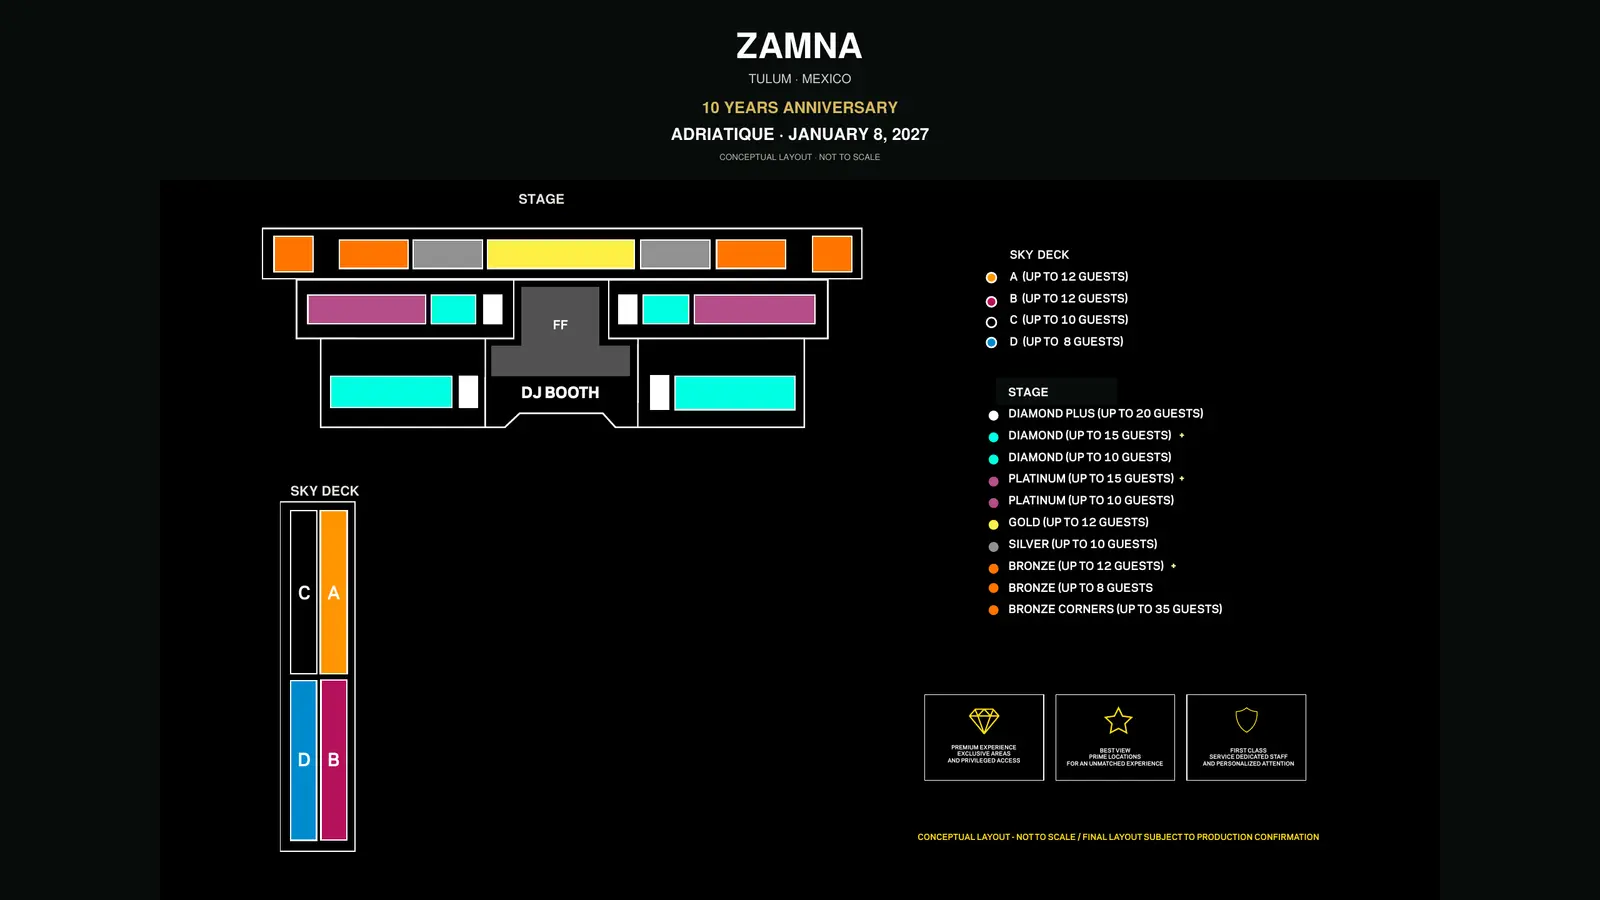 ZAMNA
TULUM · MEXICO
10 YEARS ANNIVERSARY
ADRIATIQUE · JANUARY 8, 2027
CONCEPTUAL LAYOUT · NOT TO SCALE
STAGE
FF
DJ BOOTH
SKY DECK
C
A
D
B
SKY DECK
A (UP TO 12 GUESTS)
B (UP TO 12 GUESTS)
C (UP TO 10 GUESTS)
D (UP TO 8 GUESTS)
STAGE
DIAMOND PLUS (UP TO 20 GUESTS)
DIAMOND (UP TO 15 GUESTS) +
DIAMOND (UP TO 10 GUESTS)
PLATINUM (UP TO 15 GUESTS) +
PLATINUM (UP TO 10 GUESTS)
GOLD (UP TO 12 GUESTS)
SILVER (UP TO 10 GUESTS)
BRONZE (UP TO 12 GUESTS) +
BRONZE (UP TO 8 GUESTS
BRONZE CORNERS (UP TO 35 GUESTS)
PREMIUM EXPERIENCE
EXCLUSIVE AREAS
AND PRIVILEGED ACCESS
BEST VIEW
PRIME LOCATIONS
FOR AN UNMATCHED EXPERIENCE
FIRST CLASS
SERVICE DEDICATED STAFF
AND PERSONALIZED ATTENTION
CONCEPTUAL LAYOUT - NOT TO SCALE / FINAL LAYOUT SUBJECT TO PRODUCTION CONFIRMATION